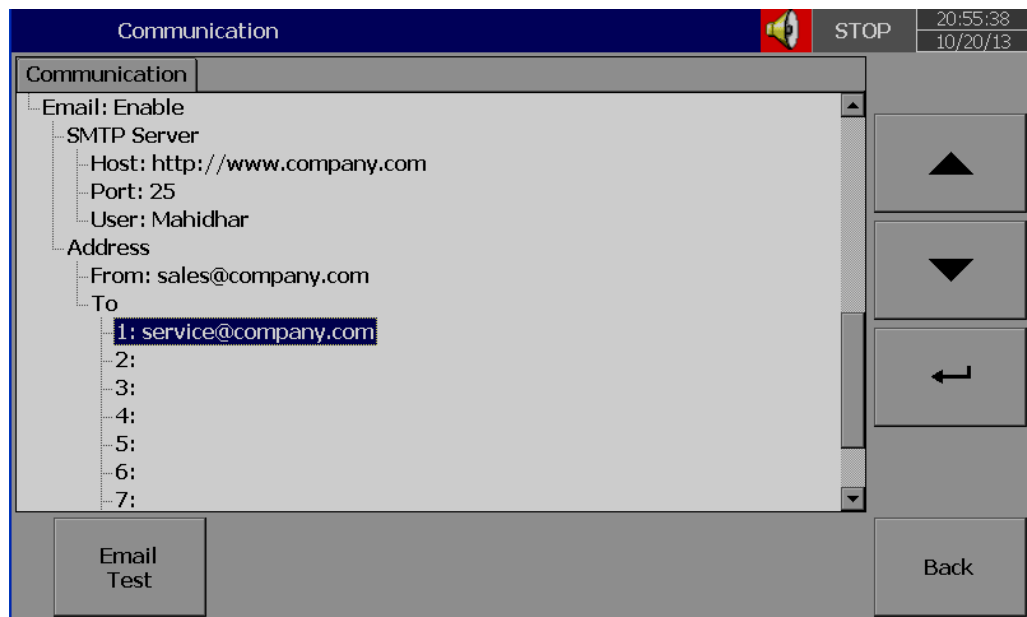 Communication
STOP
20:55:38
10/20/13
Communication
Email: Enable
SMTP Server
Host: http://www.company.com
Port: 25
User: Mahidhar
Address
From: sales@company.com
To
1: service@company.com
2:
3:
4:
5:
6:
7:
Email
Test
Back